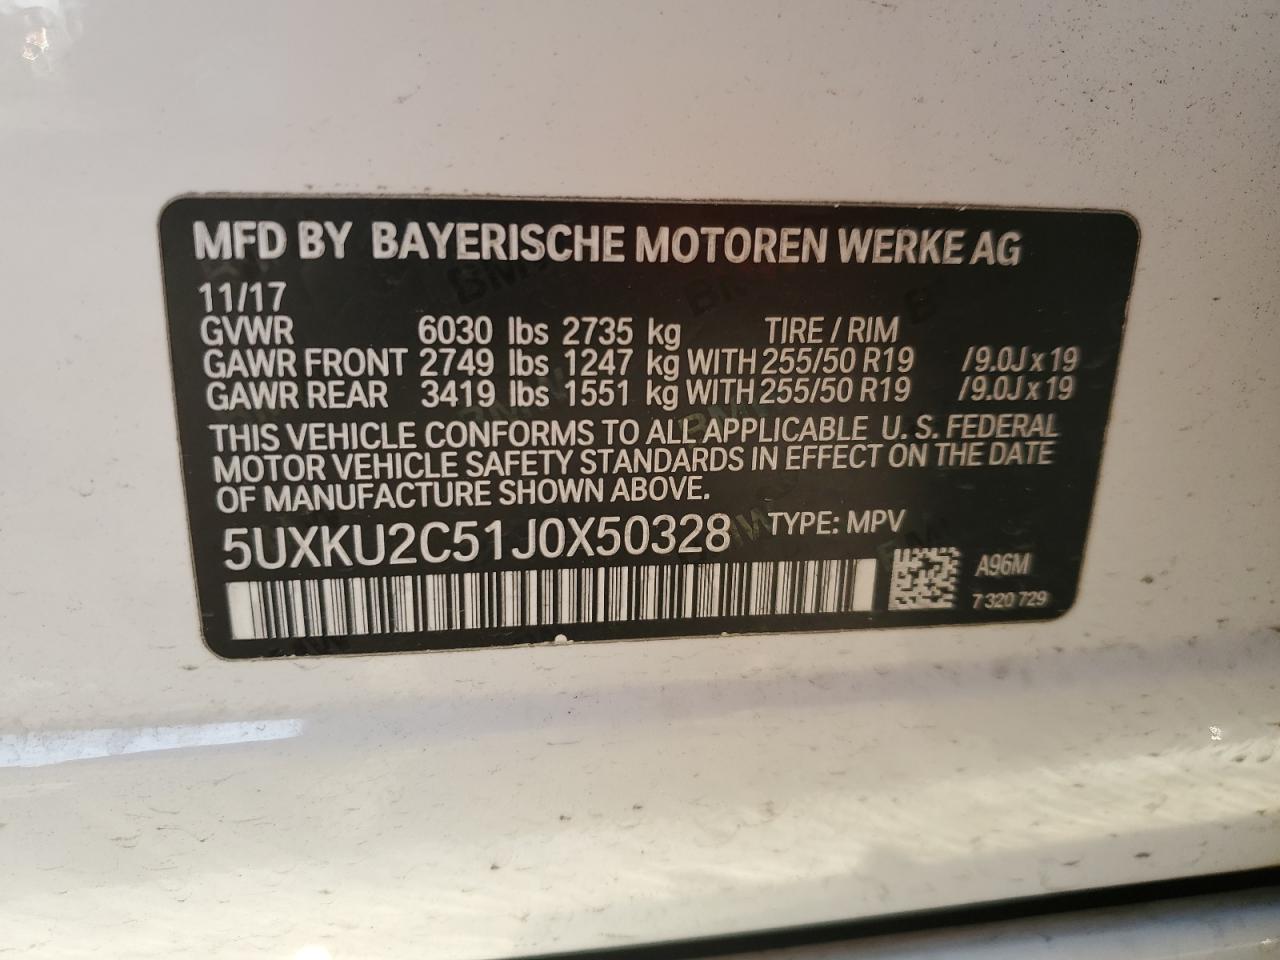 MFD BY BAYERISCHE MOTOREN WERKE AG
11/17
GVWR 6030 lbs 2735 kg TIRE / RIM
GAWR FRONT 2749 lbs 1247 kg WITH 255/50 R19 /9.0J x 19
GAWR REAR 3419 lbs 1551 kg WITH 255/50 R19 /9.0J x 19
THIS VEHICLE CONFORMS TO ALL APPLICABLE U. S. FEDERAL
MOTOR VEHICLE SAFETY STANDARDS IN EFFECT ON THE DATE
OF MANUFACTURE SHOWN ABOVE.
5UXKU2C51J0X50328 TYPE: MPV
A96M
7 320 729